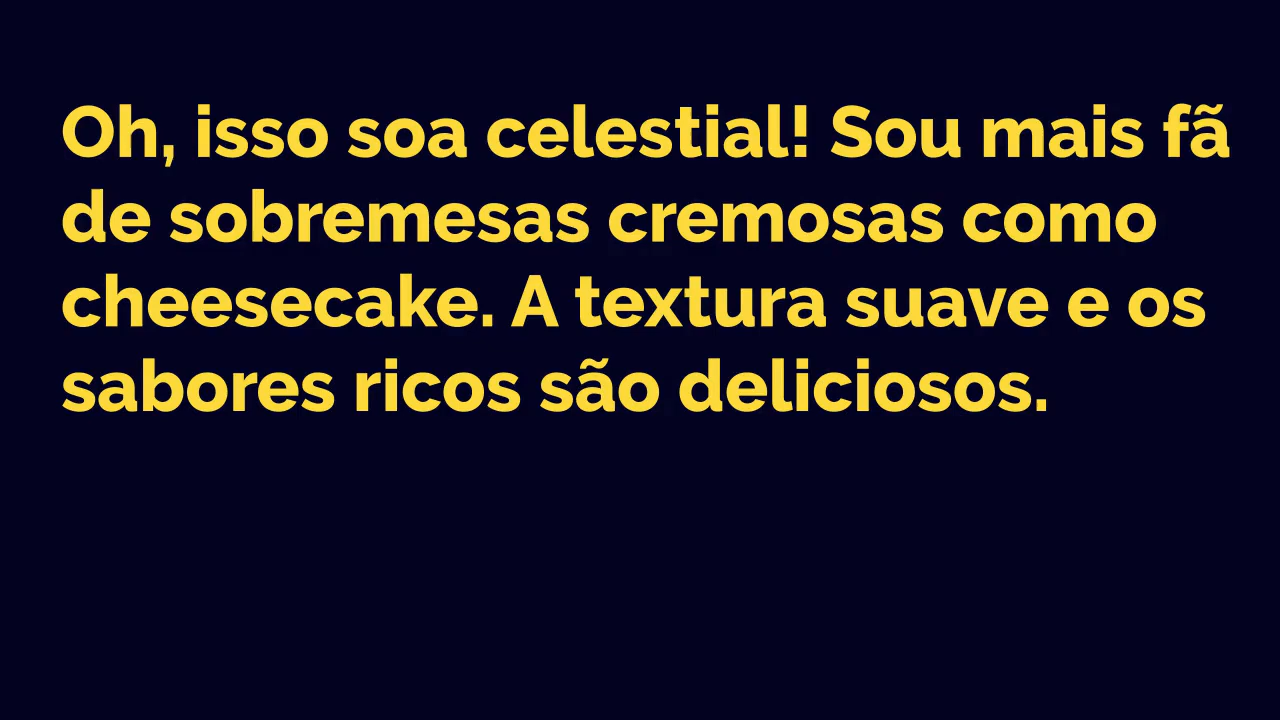 Oh, isso soa celestial! Sou mais fã
de sobremesas cremosas como
cheesecake. A textura suave e os
sabores ricos são deliciosos.